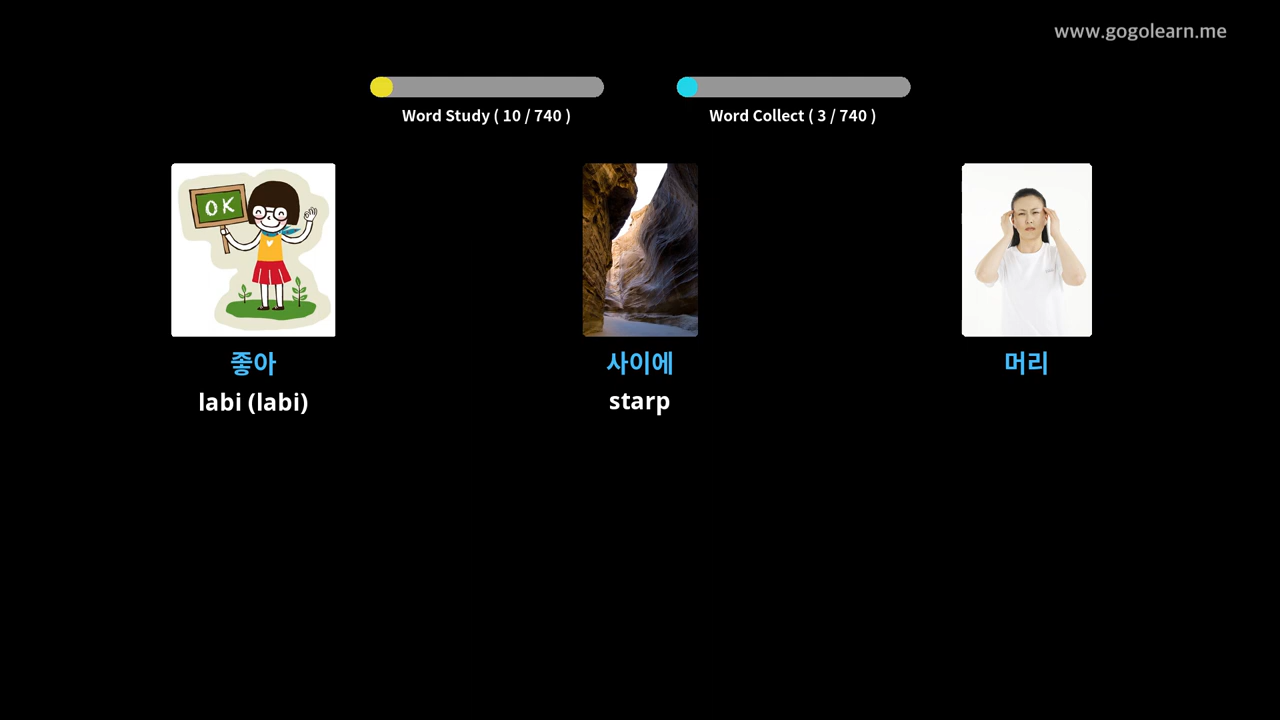 www.gogolearn.me
Word Study ( 10 / 740 )
Word Collect ( 3 / 740 )
OK
좋아
사이에
머리
labi (labi)
starp